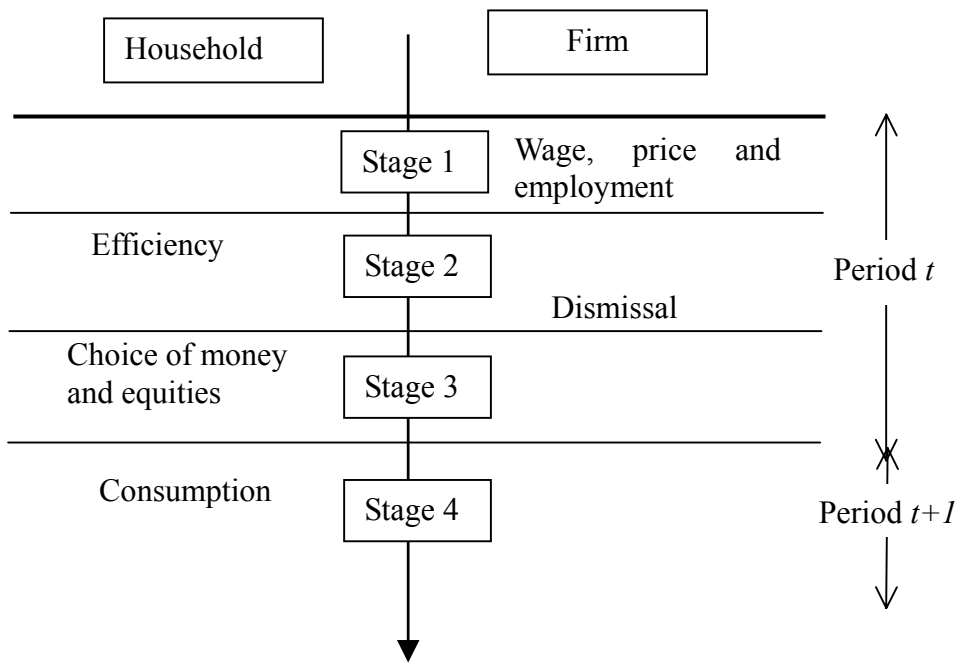 Household
Firm
Stage 1
Wage, price and
employment
Efficiency
Stage 2
Period t
Dismissal
Choice of money
and equities
Stage 3
Consumption
Stage 4
Period t+1